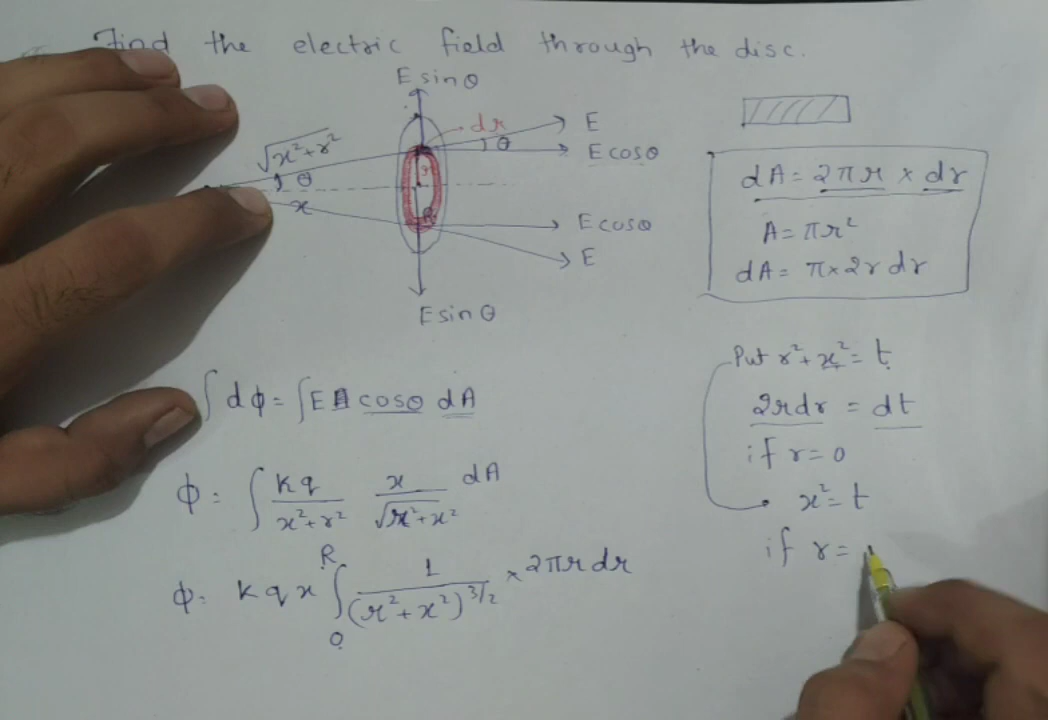 Find the electric field through the disc.
E sinθ
dr
E
θ
E cosθ
√x²+r²
θ
x
r
R
E cosθ
E
E sinθ
dA = 2πr × dr
A = πr²
dA = π×2r dr
∫dφ = ∫E cosθ dA
φ = ∫ kq/x²+r² x/√r²+x² dA
φ = kqx ∫₀ᴿ 1/(r²+x²)^3/2 × 2πr dr
Put r²+x² = t
2rdr = dt
if r = 0
x² = t
if r =